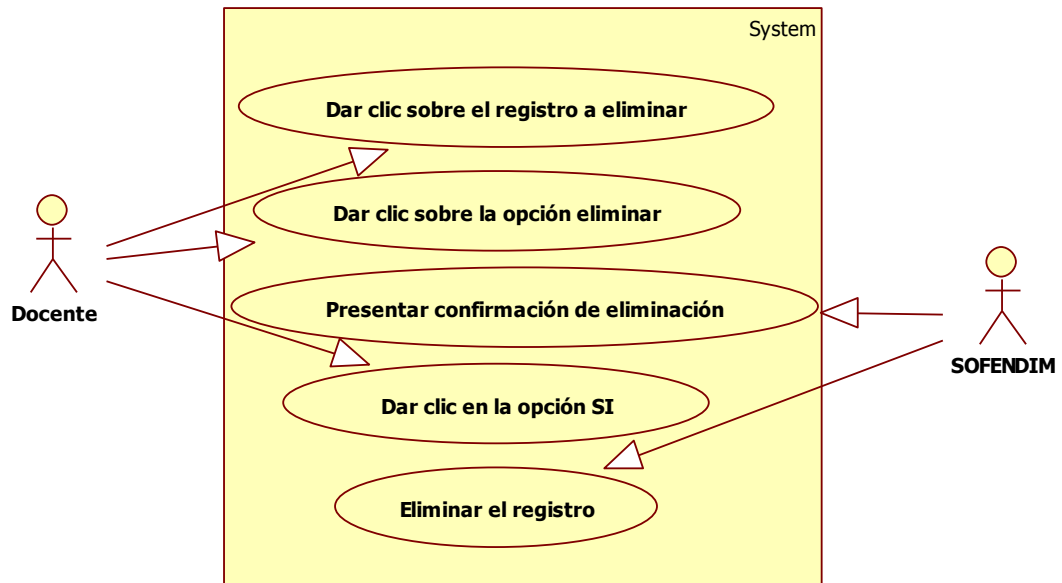 System
Dar clic sobre el registro a eliminar
Dar clic sobre la opción eliminar
Presentar confirmación de eliminación
Docente
SOFENDIM
Dar clic en la opción SI
Eliminar el registro